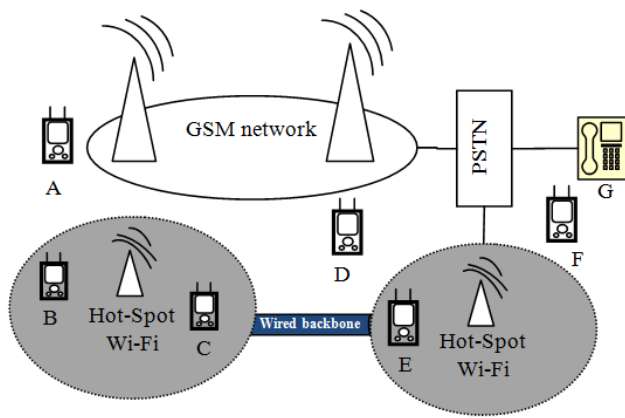 GSM network
PSTN
A
G
D
F
B
Hot-Spot
Wi-Fi
C
Wired backbone
E
Hot-Spot
Wi-Fi